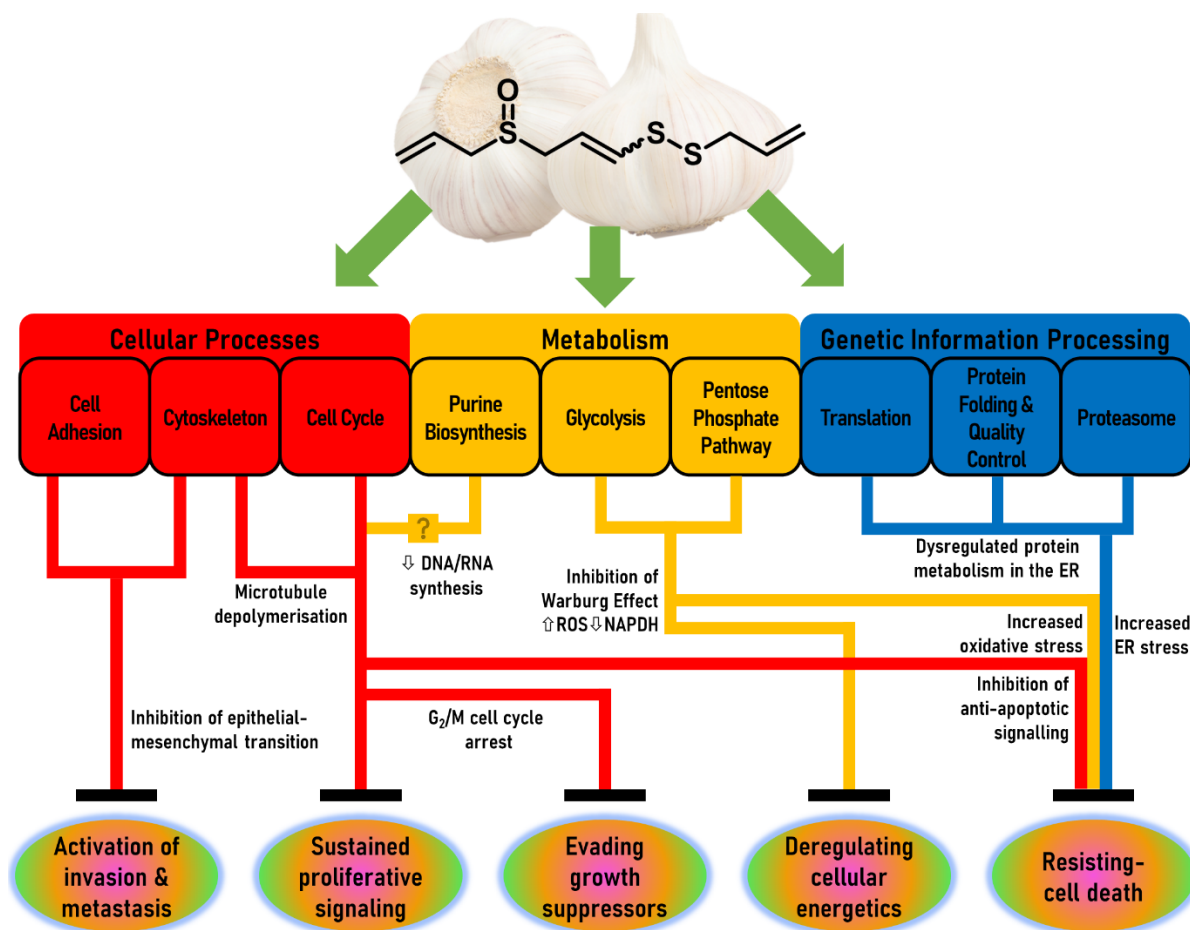 O
S
S
S
Cellular Processes
Metabolism
Genetic Information Processing
Cell
Adhesion
Cytoskeleton
Cell Cycle
Purine
Biosynthesis
Glycolysis
Pentose
Phosphate
Pathway
Translation
Protein
Folding &
Quality
Control
Proteasome
?
⇩ DNA/RNA
synthesis
Microtubule
depolymerisation
Inhibition of
Warburg Effect
⇧ROS⇩NAPDH
Dysregulated protein
metabolism in the ER
Increased
oxidative stress
Increased
ER stress
Inhibition of
anti-apoptotic
signalling
Inhibition of epithelial-
mesenchymal transition
G₂/M cell cycle
arrest
Activation of
invasion &
metastasis
Sustained
proliferative
signaling
Evading
growth
suppressors
Deregulating
cellular
energetics
Resisting-
cell death